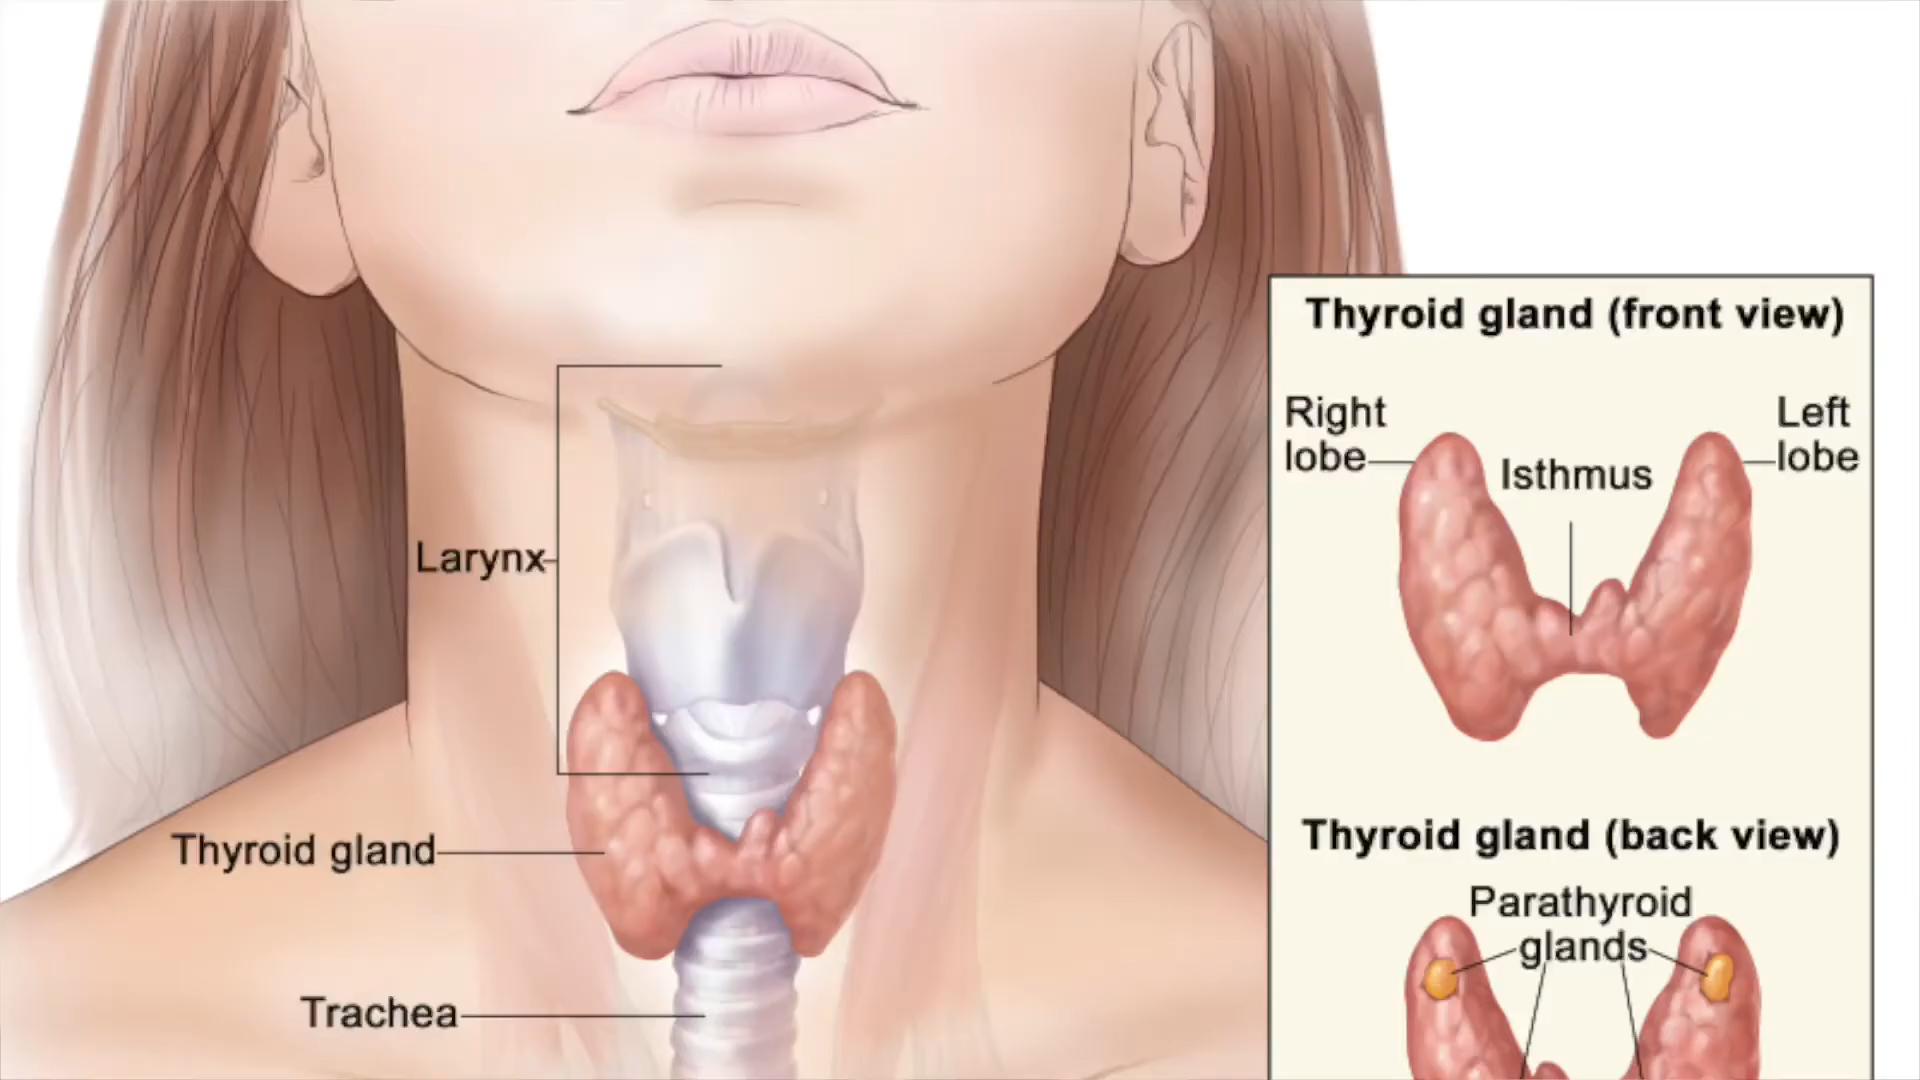 Larynx
Thyroid gland
Trachea
Thyroid gland (front view)
Right
lobe
Isthmus
Left
lobe
Thyroid gland (back view)
Parathyroid
glands